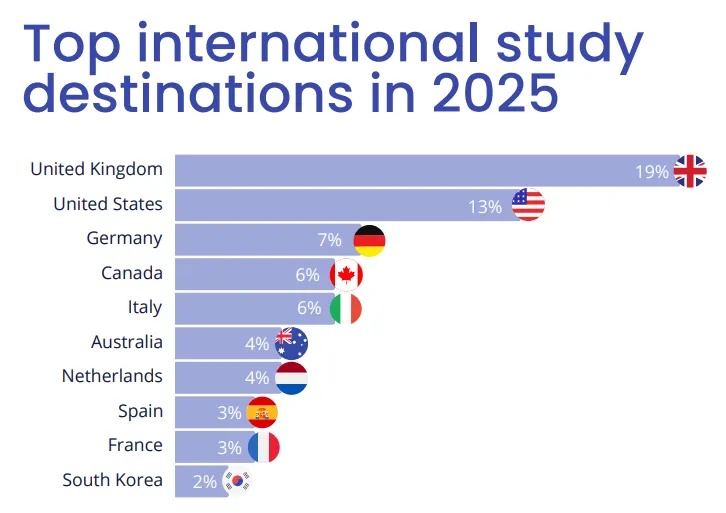 Top international study
destinations in 2025
United Kingdom 19%
United States 13%
Germany 7%
Canada 6%
Italy 6%
Australia 4%
Netherlands 4%
Spain 3%
France 3%
South Korea 2%